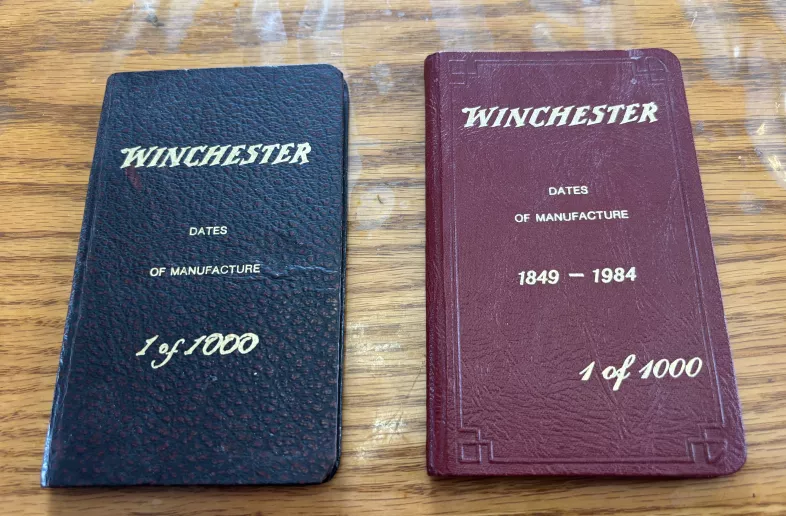 WINCHESTER
DATES
OF MANUFACTURE
1 of 1000
WINCHESTER
DATES
OF MANUFACTURE
1849 – 1984
1 of 1000